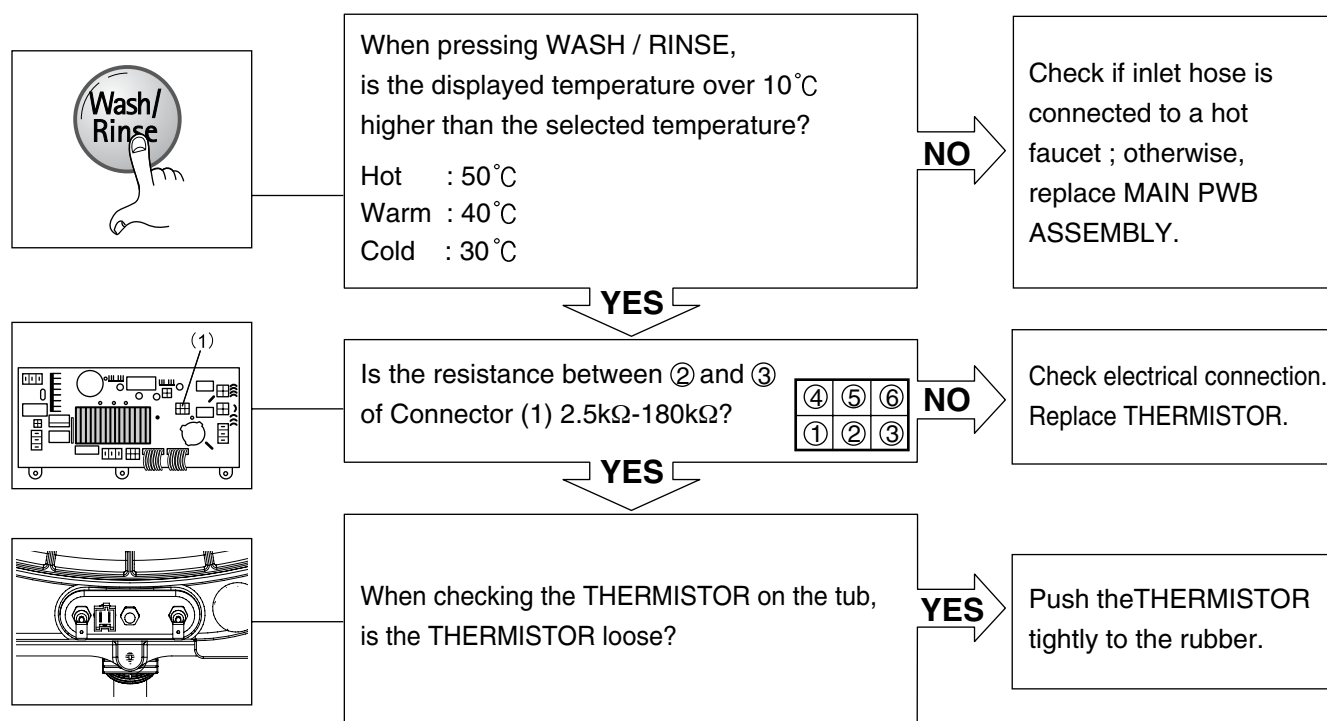 Wash/
Rinse
When pressing WASH / RINSE,
is the displayed temperature over 10℃
higher than the selected temperature?
Hot : 50℃
Warm : 40℃
Cold : 30℃
NO
Check if inlet hose is
connected to a hot
faucet ; otherwise,
replace MAIN PWB
ASSEMBLY.
YES
(1)
Is the resistance between ② and ③
of Connector (1) 2.5kΩ-180kΩ?
④ ⑤ ⑥
① ② ③
NO
Check electrical connection.
Replace THERMISTOR.
YES
When checking the THERMISTOR on the tub,
is the THERMISTOR loose?
YES
Push theTHERMISTOR
tightly to the rubber.